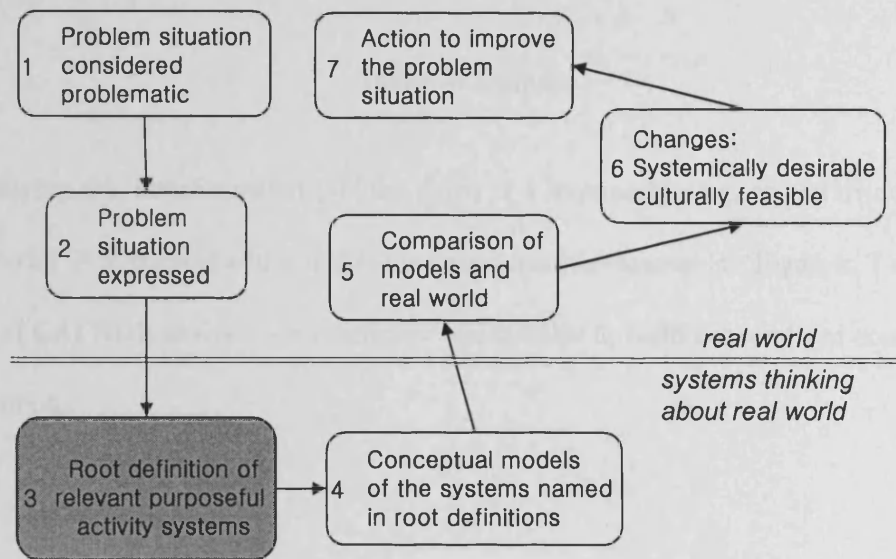 1 Problem situation
considered
problematic
2 Problem
situation
expressed
3 Root definition of
relevant purposeful
activity systems
4 Conceptual models
of the systems named
in root definitions
5 Comparison of
models and
real world
Changes:
6 Systemically desirable
culturally feasible
7 Action to improve
the problem
situation
real world
systems thinking
about real world